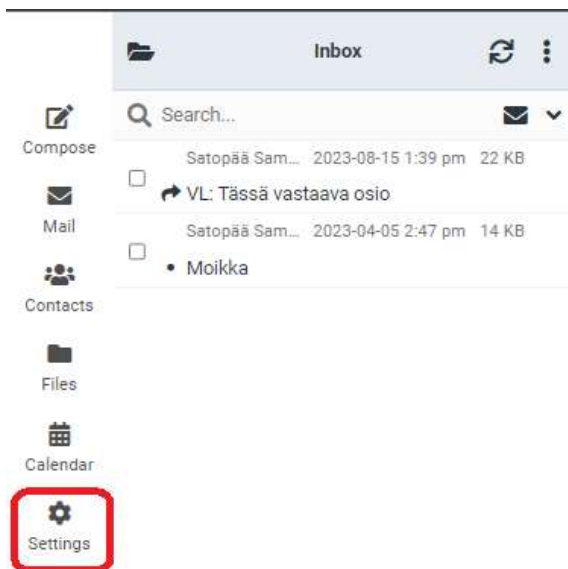 Inbox
Search...
Compose
Mail
Contacts
Files
Calendar
Settings
Satopää Sam... 2023-08-15 1:39 pm 22 KB
VL: Tässä vastaava osio
Satopää Sam... 2023-04-05 2:47 pm 14 KB
Moikka